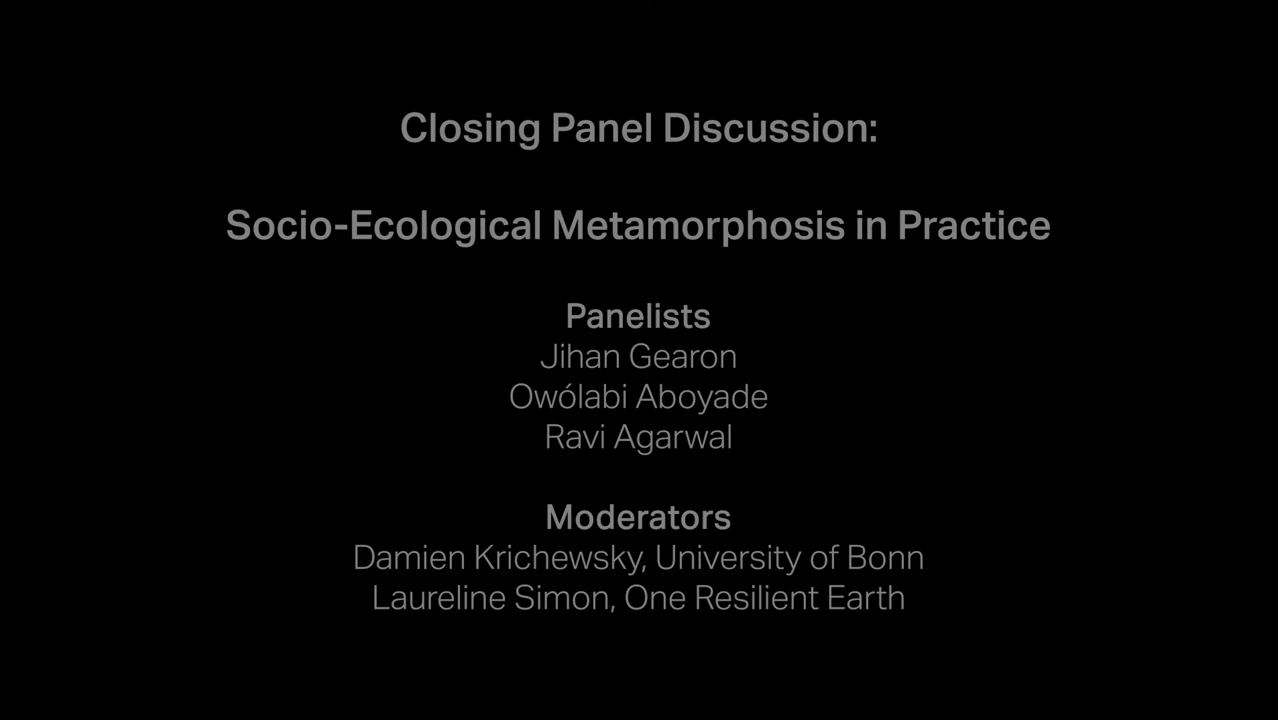 Closing Panel Discussion:
Socio-Ecological Metamorphosis in Practice
Panelists
Jihan Gearon
Owólabi Aboyade
Ravi Agarwal
Moderators
Damien Krichewsky, University of Bonn
Laureline Simon, One Resilient Earth